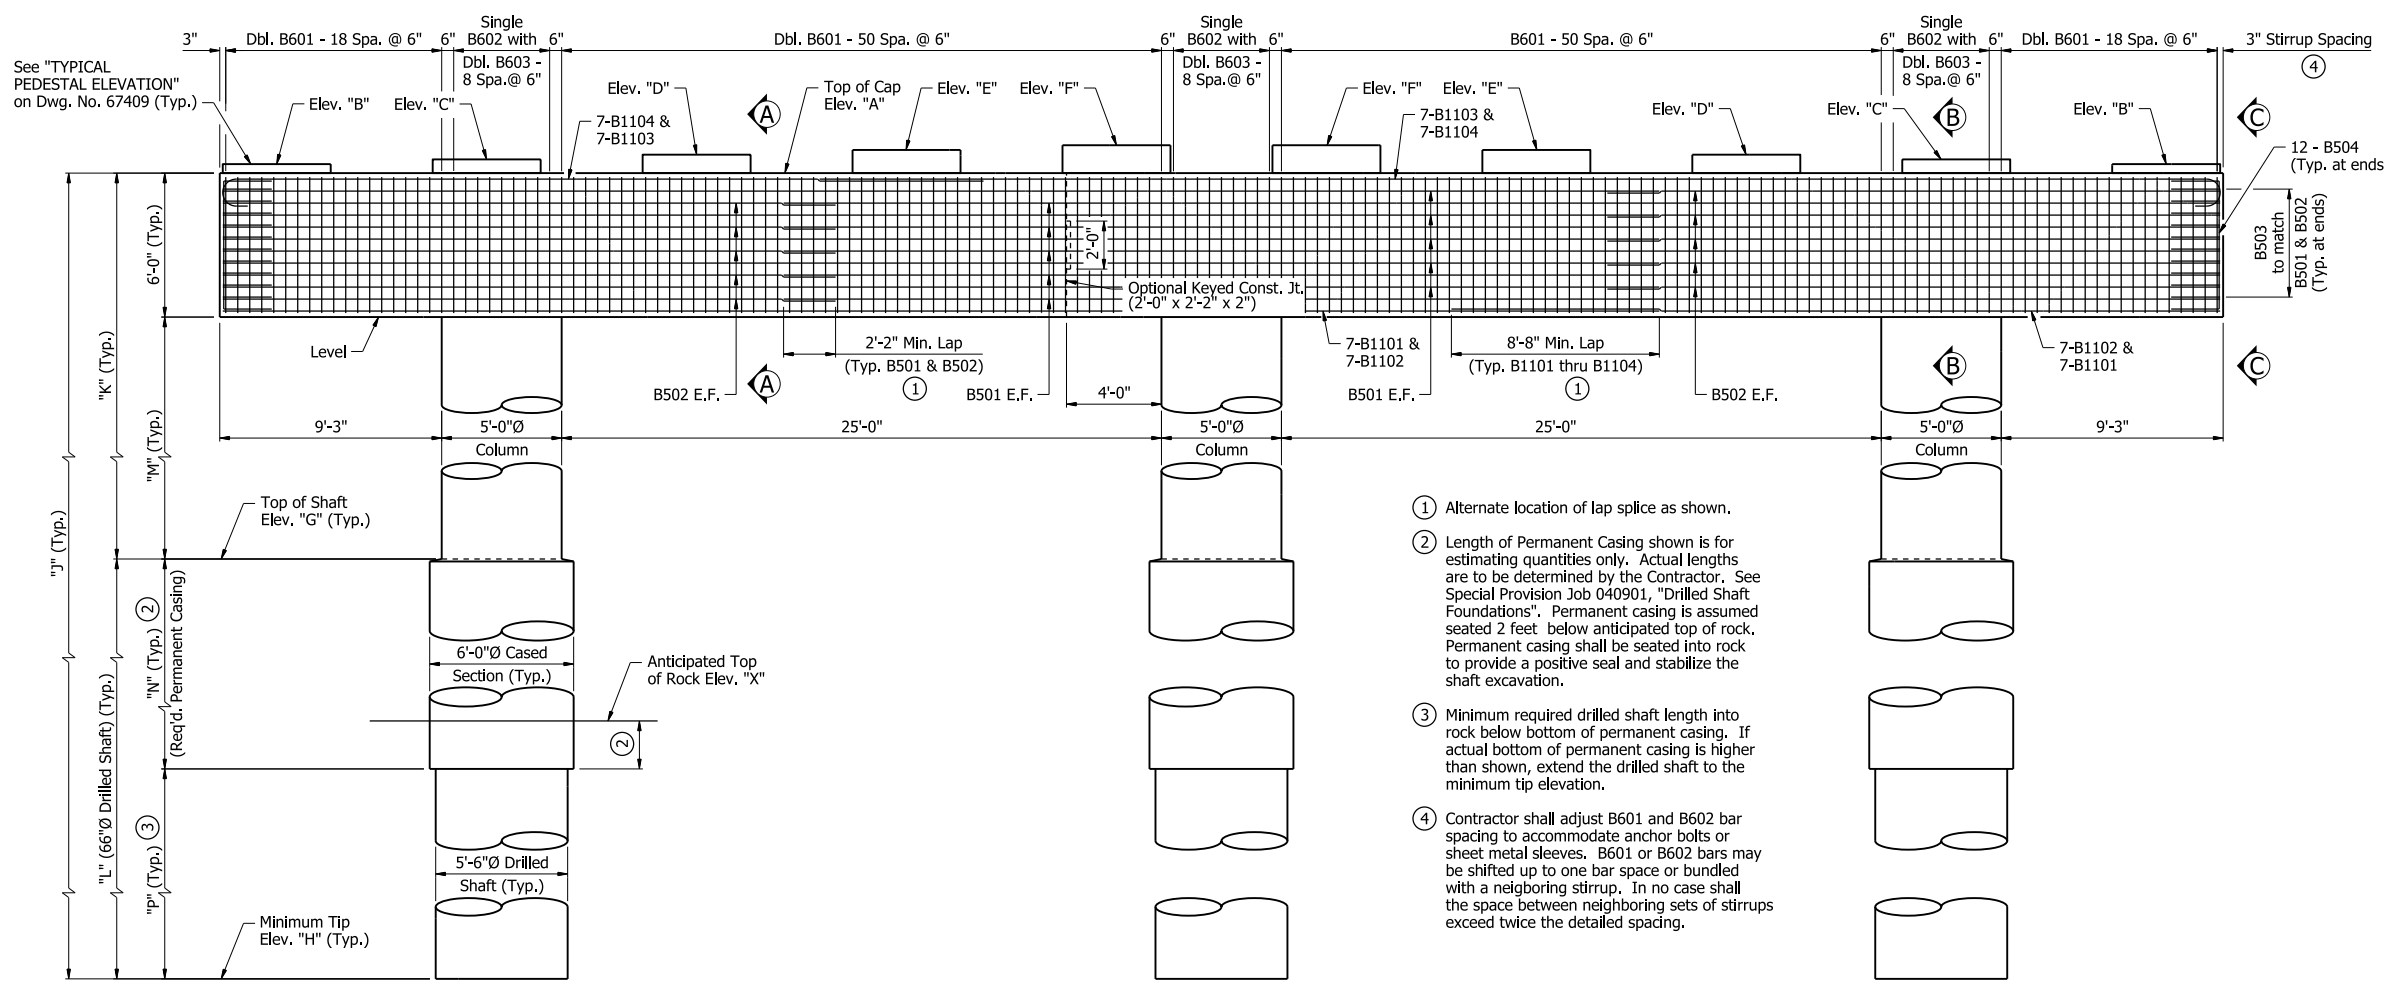 3"
Dbl. B601 - 18 Spa. @ 6"
6"
Single
B602 with
Dbl. B603 -
8 Spa.@ 6"
6"
Dbl. B601 - 50 Spa. @ 6"
6"
Single
B602 with
Dbl. B603 -
8 Spa.@ 6"
6"
B601 - 50 Spa. @ 6"
6"
Single
B602 with
Dbl. B603 -
8 Spa.@ 6"
6"
Dbl. B601 - 18 Spa. @ 6"
3" Stirrup Spacing
4
See "TYPICAL
PEDESTAL ELEVATION"
on Dwg. No. 67409 (Typ.)
Elev. "B"
Elev. "C"
7-B1104 &
7-B1103
Elev. "D"
A
Top of Cap
Elev. "A"
Elev. "E"
Elev. "F"
Elev. "F"
Elev. "E"
7-B1103 &
7-B1104
Elev. "D"
Elev. "C"
B
Elev. "B"
C
12 - B504
(Typ. at ends
6'-0" (Typ.)
2'-0"
Optional Keyed Const. Jt.
(2'-0" x 2'-2" x 2")
B503
to match
B501 & B502
(Typ. at ends)
Level
B502 E.F.
A
2'-2" Min. Lap
(Typ. B501 & B502)
1
B501 E.F.
4'-0"
7-B1101 &
7-B1102
B501 E.F.
8'-8" Min. Lap
(Typ. B1101 thru B1104)
1
B502 E.F.
B
7-B1102 &
7-B1101
C
9'-3"
5'-0"Ø
Column
25'-0"
5'-0"Ø
Column
25'-0"
5'-0"Ø
Column
9'-3"
"J" (Typ.)
"K" (Typ.)
"M" (Typ.)
Top of Shaft
Elev. "G" (Typ.)
"L" (66"Ø Drilled Shaft) (Typ.)
"N" (Typ.) 2
(Req'd. Permanent Casing)
6'-0"Ø Cased
Section (Typ.)
Anticipated Top
of Rock Elev. "X"
2
"P" (Typ.) 3
5'-6"Ø Drilled
Shaft (Typ.)
Minimum Tip
Elev. "H" (Typ.)
1 Alternate location of lap splice as shown.
2 Length of Permanent Casing shown is for
estimating quantities only. Actual lengths
are to be determined by the Contractor. See
Special Provision Job 040901, "Drilled Shaft
Foundations". Permanent casing is assumed
seated 2 feet below anticipated top of rock.
Permanent casing shall be seated into rock
to provide a positive seal and stabilize the
shaft excavation.
3 Minimum required drilled shaft length into
rock below bottom of permanent casing. If
actual bottom of permanent casing is higher
than shown, extend the drilled shaft to the
minimum tip elevation.
4 Contractor shall adjust B601 and B602 bar
spacing to accommodate anchor bolts or
sheet metal sleeves. B601 or B602 bars may
be shifted up to one bar space or bundled
with a neigboring stirrup. In no case shall
the space between neighboring sets of stirrups
exceed twice the detailed spacing.